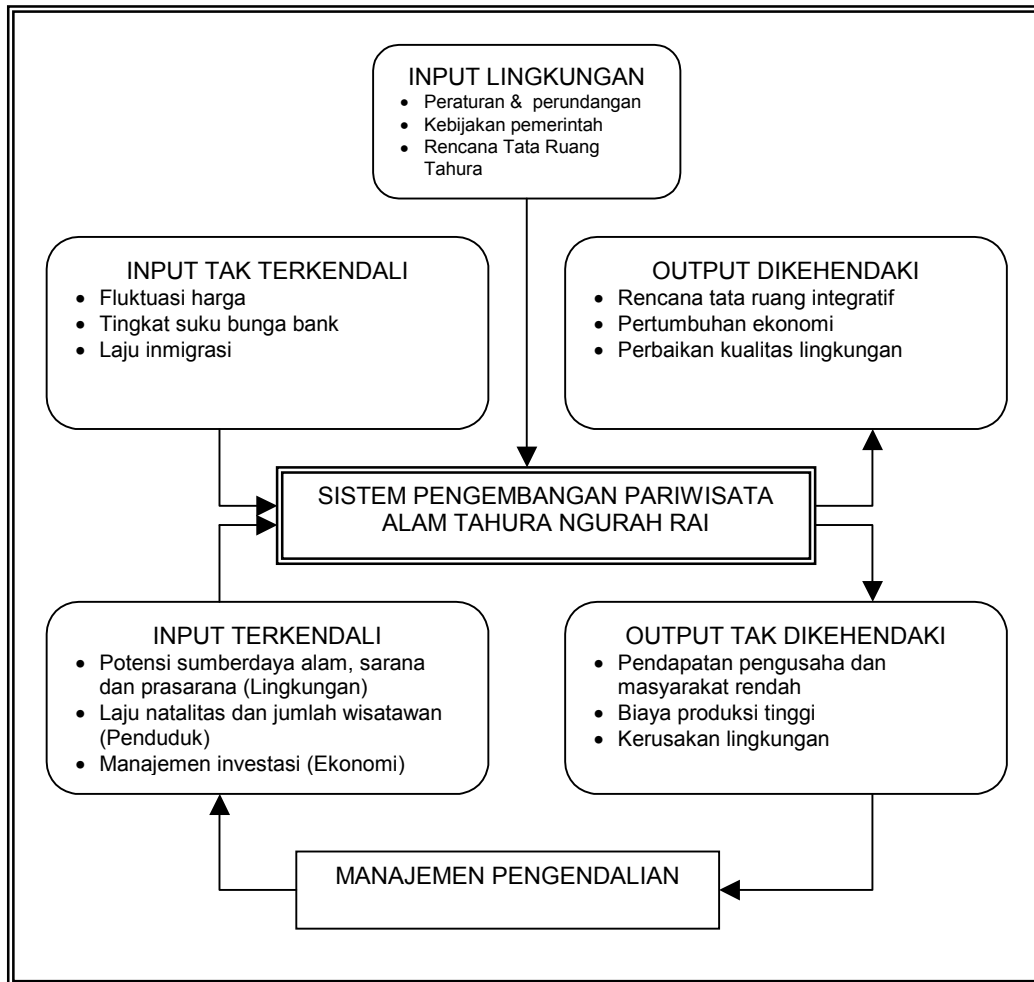 INPUT LINGKUNGAN
• Peraturan & perundangan
• Kebijakan pemerintah
• Rencana Tata Ruang
Tahura
INPUT TAK TERKENDALI
• Fluktuasi harga
• Tingkat suku bunga bank
• Laju inmigrasi
OUTPUT DIKEHENDAKI
• Rencana tata ruang integratif
• Pertumbuhan ekonomi
• Perbaikan kualitas lingkungan
SISTEM PENGEMBANGAN PARIWISATA
ALAM TAHURA NGURAH RAI
INPUT TERKENDALI
• Potensi sumberdaya alam, sarana
dan prasarana (Lingkungan)
• Laju natalitas dan jumlah wisatawan
(Penduduk)
• Manajemen investasi (Ekonomi)
OUTPUT TAK DIKEHENDAKI
• Pendapatan pengusaha dan
masyarakat rendah
• Biaya produksi tinggi
• Kerusakan lingkungan
MANAJEMEN PENGENDALIAN